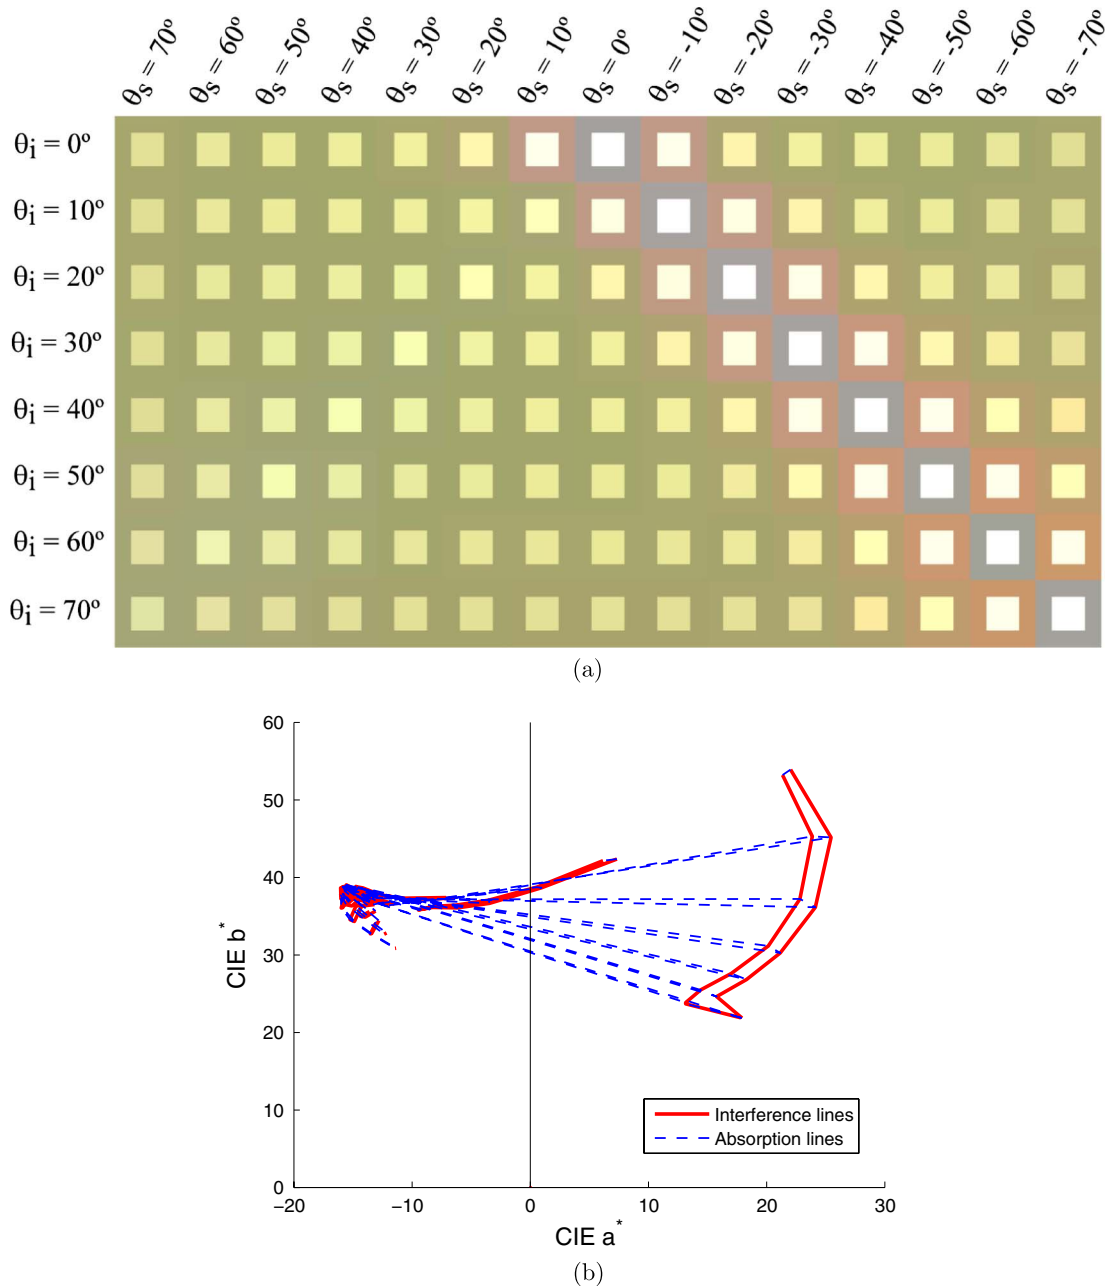 θs = 70º θs = 60º θs = 50º θs = 40º θs = 30º θs = 20º θs = 10º θs = 0º θs = -10º θs = -20º θs = -30º θs = -40º θs = -50º θs = -60º θs = -70º
θi = 0º
θi = 10º
θi = 20º
θi = 30º
θi = 40º
θi = 50º
θi = 60º
θi = 70º
(a)
60
50
40
30
20
10
0
CIE b*
−20 −10 0 10 20 30
CIE a*
Interference lines
Absorption lines
(b)